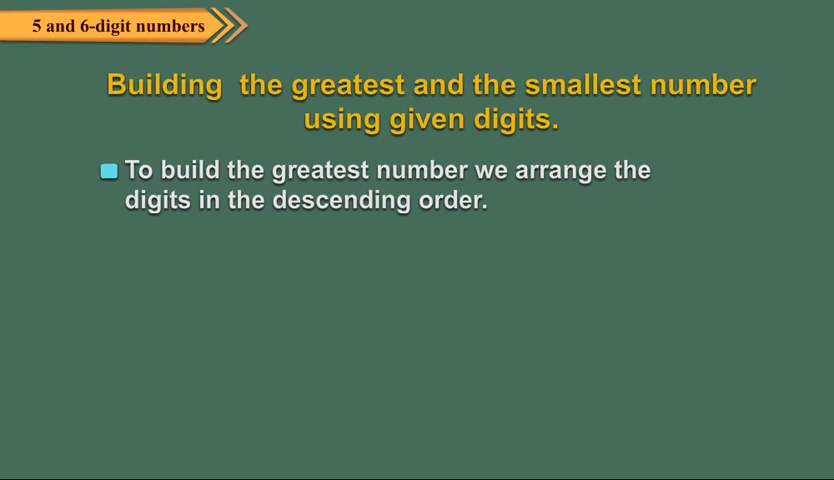 5 and 6-digit numbers
Building the greatest and the smallest number
using given digits.
To build the greatest number we arrange the
digits in the descending order.